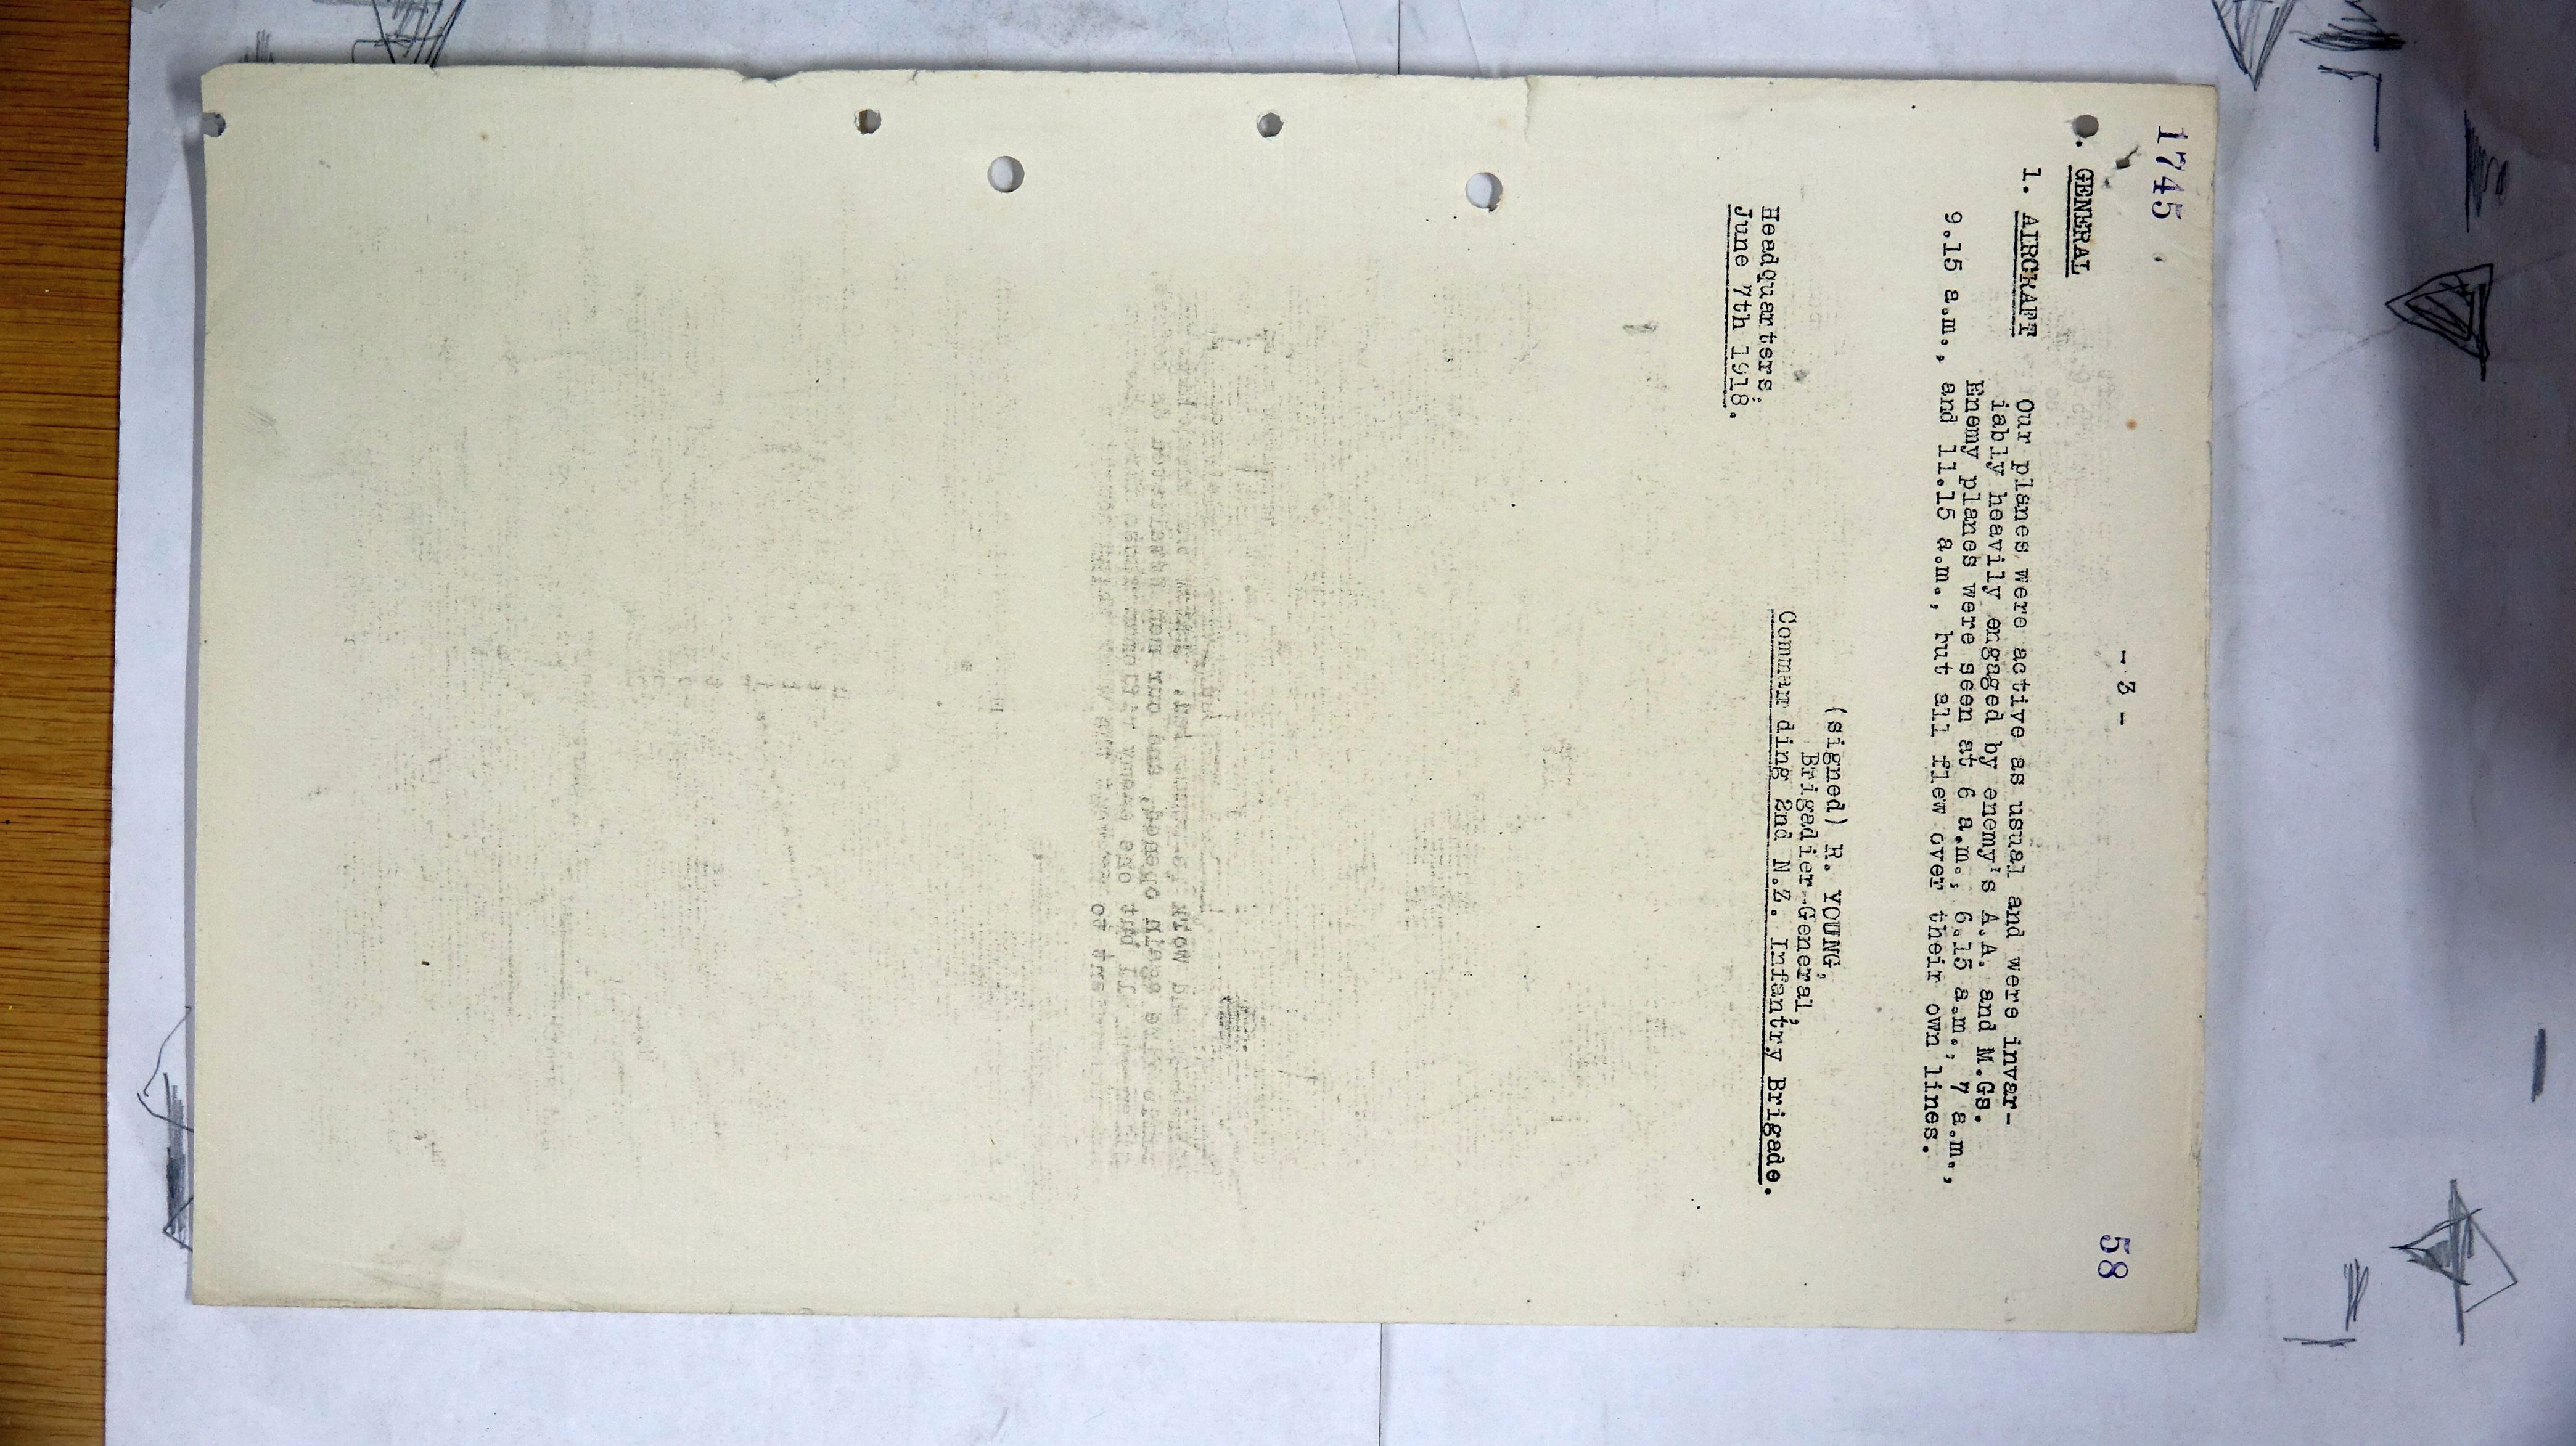 1745
- 3 -
58
. GENERAL
1. AIRCRAFT Our planes were active as usual and were invar-
iably heavily engaged by enemy's A.A. and M.Gs.
Enemy planes were seen at 6 a.m., 6.15 a.m., 7 a.m.,
9.15 a.m., and 11.15 a.m., but all flew over their own lines.
(signed) R. YOUNG,
Brigadier-General,
Comman ding 2nd N.Z. Infantry Brigade.
Headquarters,
June 7th 1918.